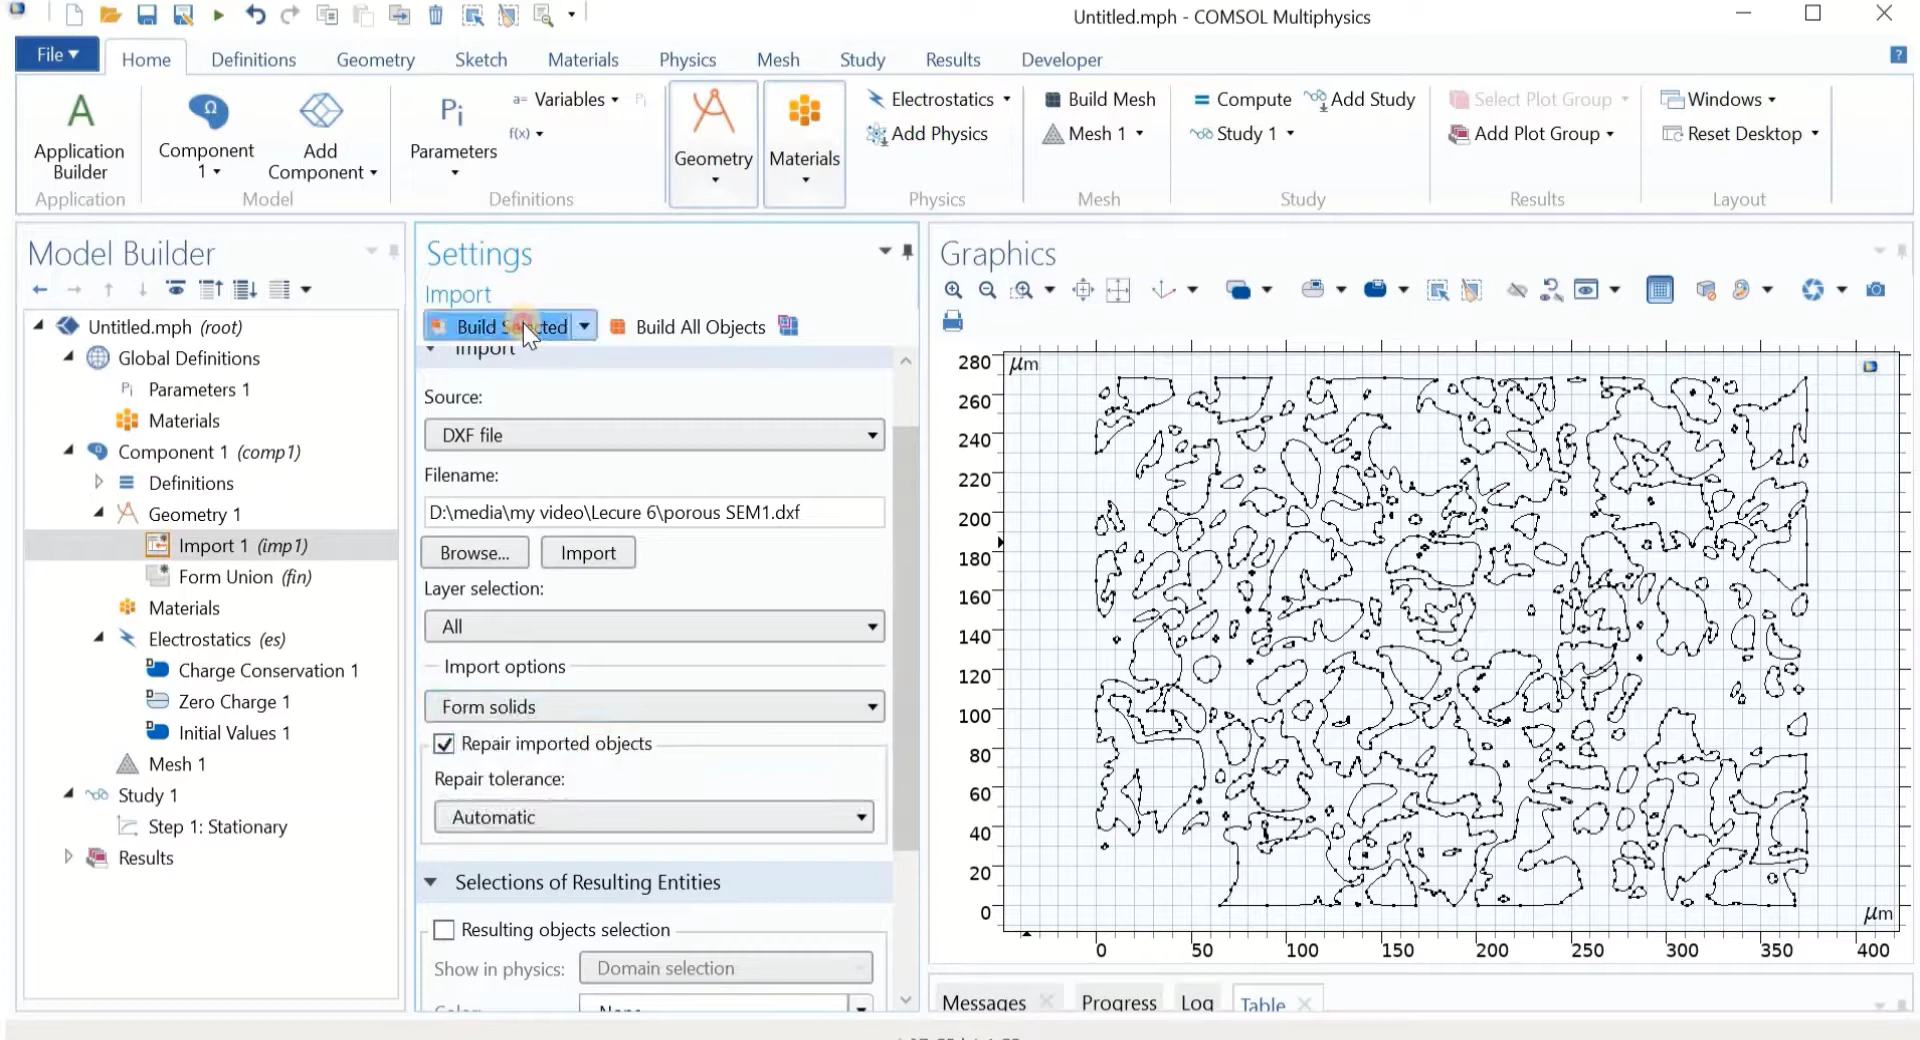 Untitled.mph - COMSOL Multiphysics
File Home Definitions Geometry Sketch Materials Physics Mesh Study Results Developer
Application Builder
Component 1
Add Component
Pi Parameters
a= Variables Pi
f(x)
Geometry
Materials
Electrostatics
Add Physics
Build Mesh
Mesh 1
= Compute Add Study
Study 1
Select Plot Group
Add Plot Group
Windows
Reset Desktop
Application Model Definitions Physics Mesh Study Results Layout
Model Builder
Untitled.mph (root)
Global Definitions
Pi Parameters 1
Materials
Component 1 (comp1)
Definitions
Geometry 1
Import 1 (imp1)
Form Union (fin)
Materials
Electrostatics (es)
Charge Conservation 1
Zero Charge 1
Initial Values 1
Mesh 1
Study 1
Step 1: Stationary
Results
Settings
Import
Build Selected Build All Objects
Import
Source:
DXF file
Filename:
D:\media\my video\Lecure 6\porous SEM1.dxf
Browse... Import
Layer selection:
All
Import options
Form solids
Repair imported objects
Repair tolerance:
Automatic
Selections of Resulting Entities
Resulting objects selection
Show in physics: Domain selection
Graphics
280 μm
260
240
220
200
180
160
140
120
100
80
60
40
20
0 μm
0 50 100 150 200 250 300 350 400
Messages Progress Log Table